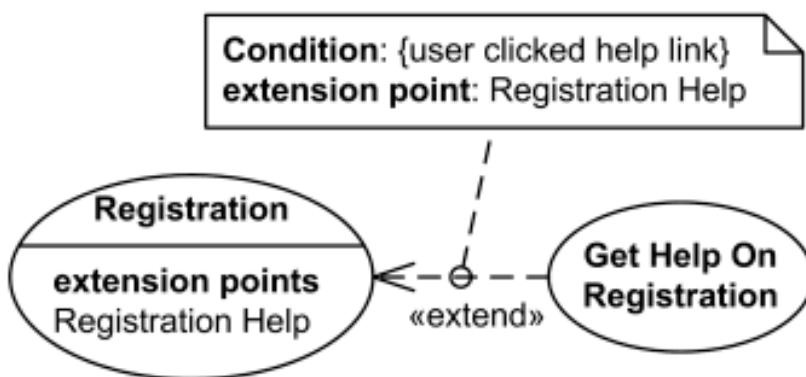 Condition: {user clicked help link}
extension point: Registration Help
Registration
extension points
Registration Help
«extend»
Get Help On
Registration